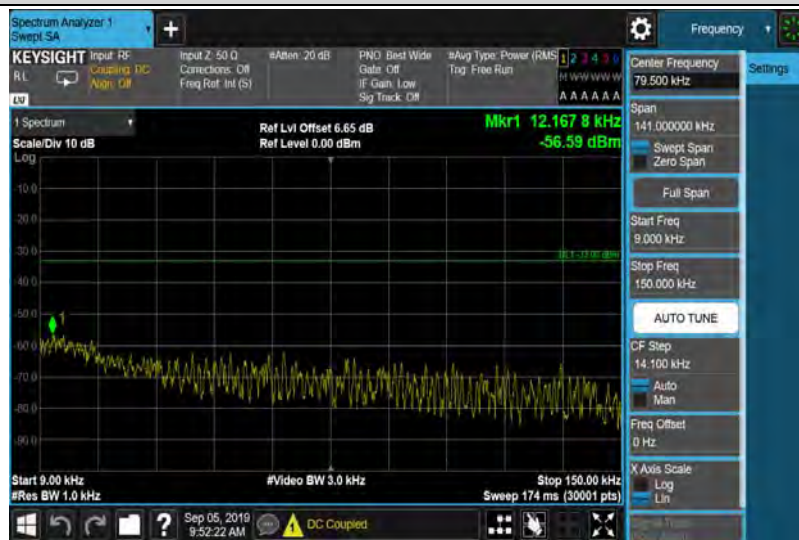 Spectrum Analyzer 1
Swept SA
+
Frequency
KEYSIGHT
RL
LXI
Input: RF
Coupling: DC
Align: Off
Input Z: 50 Ω
Corrections: Off
Freq Ref: Int (S)
#Atten: 20 dB
PNO: Best Wide
Gate: Off
IF Gain: Low
Sig Track: Off
#Avg Type: Power (RMS
Trig: Free Run
1 2 3 4 5 6
M W W W W W
A A A A A A
Center Frequency
79.500 kHz
Settings
1 Spectrum
Scale/Div 10 dB
Log
Ref Lvl Offset 6.65 dB
Ref Level 0.00 dBm
Mkr1 12.167 8 kHz
-56.59 dBm
Span
141.000000 kHz
Swept Span
Zero Span
Full Span
-10.0
-20.0
-30.0
-40.0
-50.0
-60.0
-70.0
-80.0
-90.0
1
Start Freq
9.000 kHz
Stop Freq
150.000 kHz
AUTO TUNE
CF Step
14.100 kHz
Auto
Man
Freq Offset
0 Hz
X Axis Scale
Log
Lin
Start 9.00 kHz
#Res BW 1.0 kHz
#Video BW 3.0 kHz
Stop 150.00 kHz
Sweep 174 ms (30001 pts)
?
Sep 05, 2019
9:52:22 AM
DC Coupled